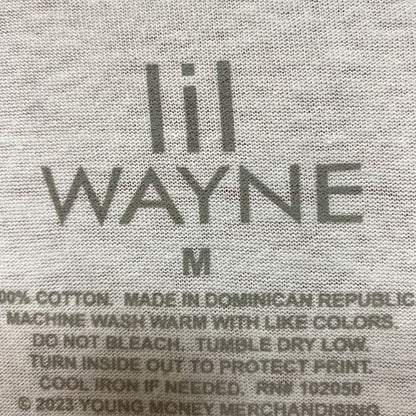 lil
WAYNE
M
00% COTTON. MADE IN DOMINICAN REPUBLIC
MACHINE WASH WARM WITH LIKE COLORS.
DO NOT BLEACH. TUMBLE DRY LOW.
TURN INSIDE OUT TO PROTECT PRINT.
COOL IRON IF NEEDED. RN# 102050
© 2023 YOUNG MONEY MERCHANDISING.